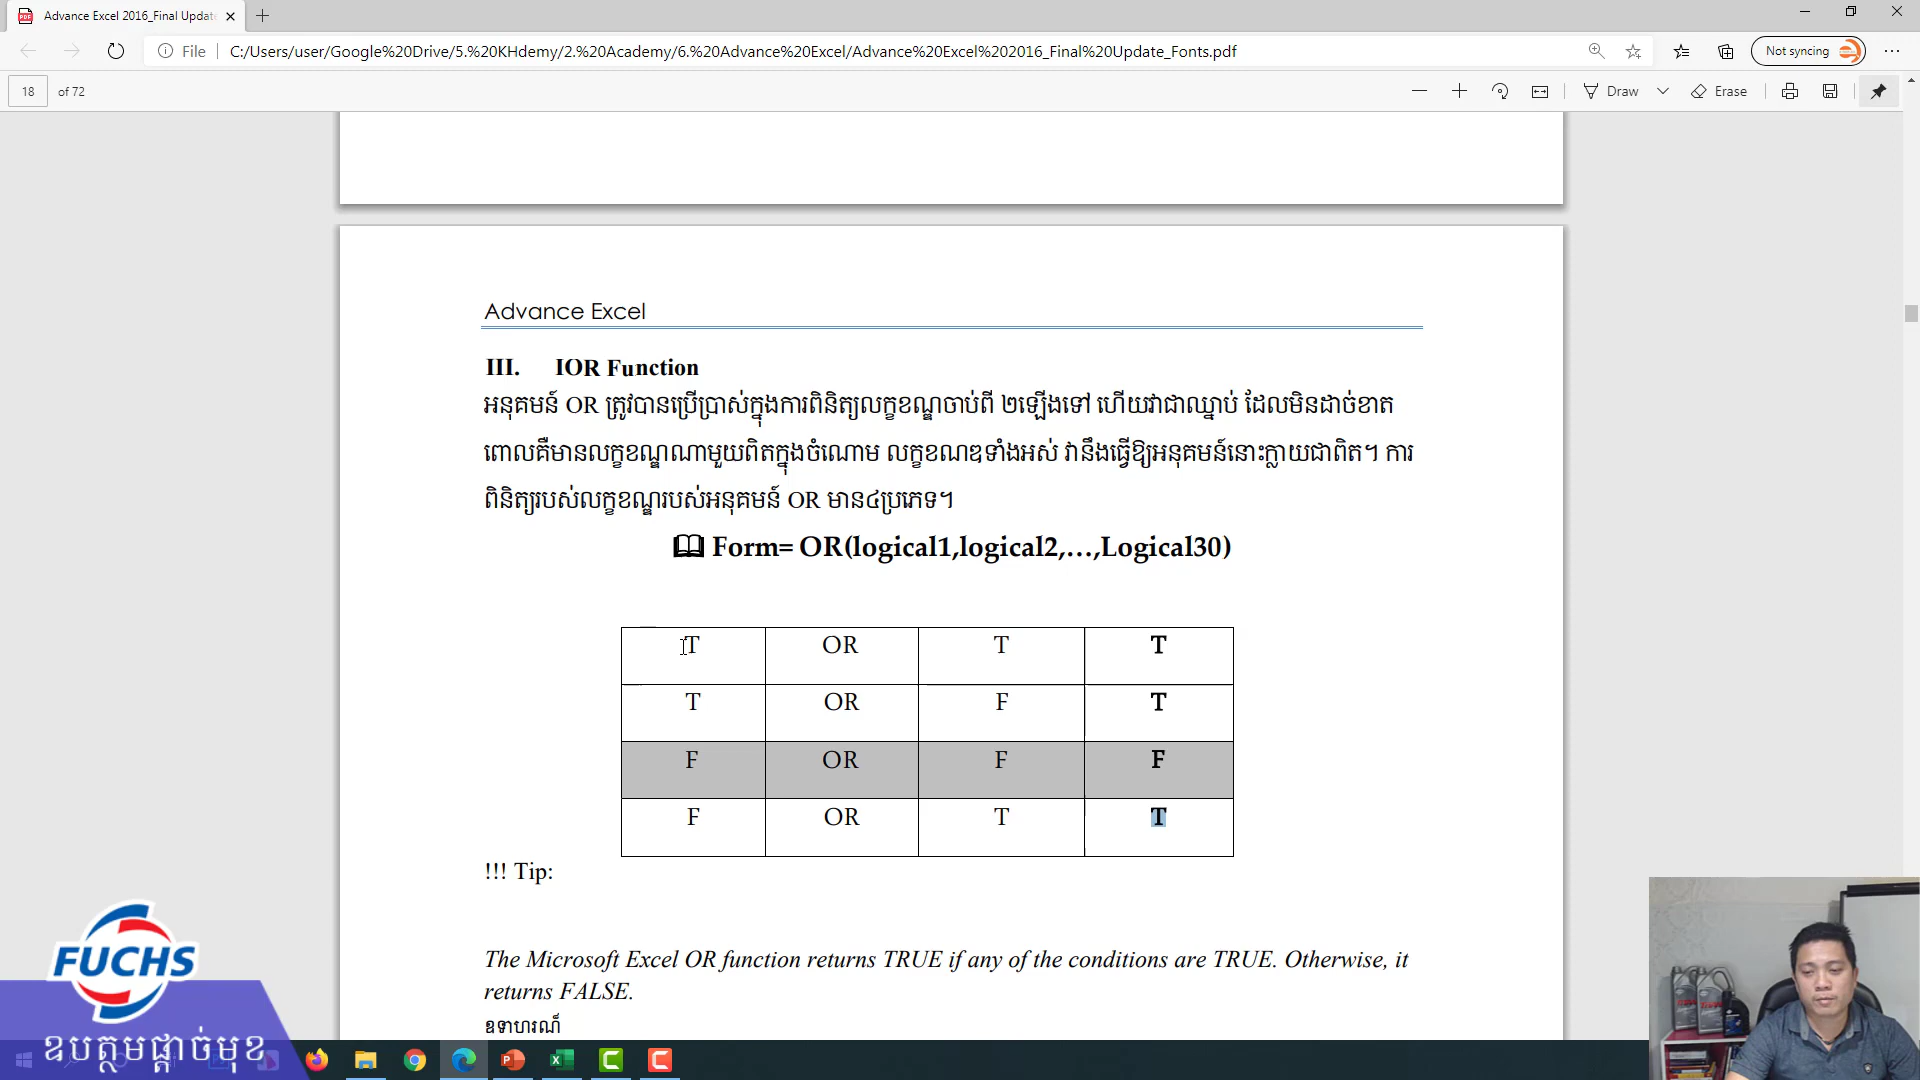 Advance Excel 2016_Final Updat
File
C:/Users/user/Google%20Drive/5.%20KHdemy/2.%20Academy/6.%20Advance%20Excel/Advance%20Excel%202016_Final%20Update_Fonts.pdf
Not syncing
18 of 72
Draw
Erase
Advance Excel
III. IOR Function
អនុគមន៍ OR ត្រូវបានប្រើប្រាស់ក្នុងការពិនិត្យលក្ខខណ្ឌចាប់ពី ២ឡើងទៅ ហើយវាជាឈ្នាប់ ដែលមិនដាច់ខាត
ពោលគឺមានលក្ខខណ្ឌណាមួយពិតក្នុងចំណោម លក្ខខណឌទាំងអស់ វានឹងធ្វើឱ្យអនុគមន៍នោះក្លាយជាពិត។ ការ
ពិនិត្យរបស់លក្ខខណ្ឌរបស់អនុគមន៍ OR មាន៤ប្រភេទ។
Form= OR(logical1,logical2,…,Logical30)
T OR T T
T OR F T
F OR F F
F OR T T
!!! Tip:
The Microsoft Excel OR function returns TRUE if any of the conditions are TRUE. Otherwise, it
returns FALSE.
ឧទាហរណ៍
FUCHS
ឧបត្ថមផ្តាច់មុខ